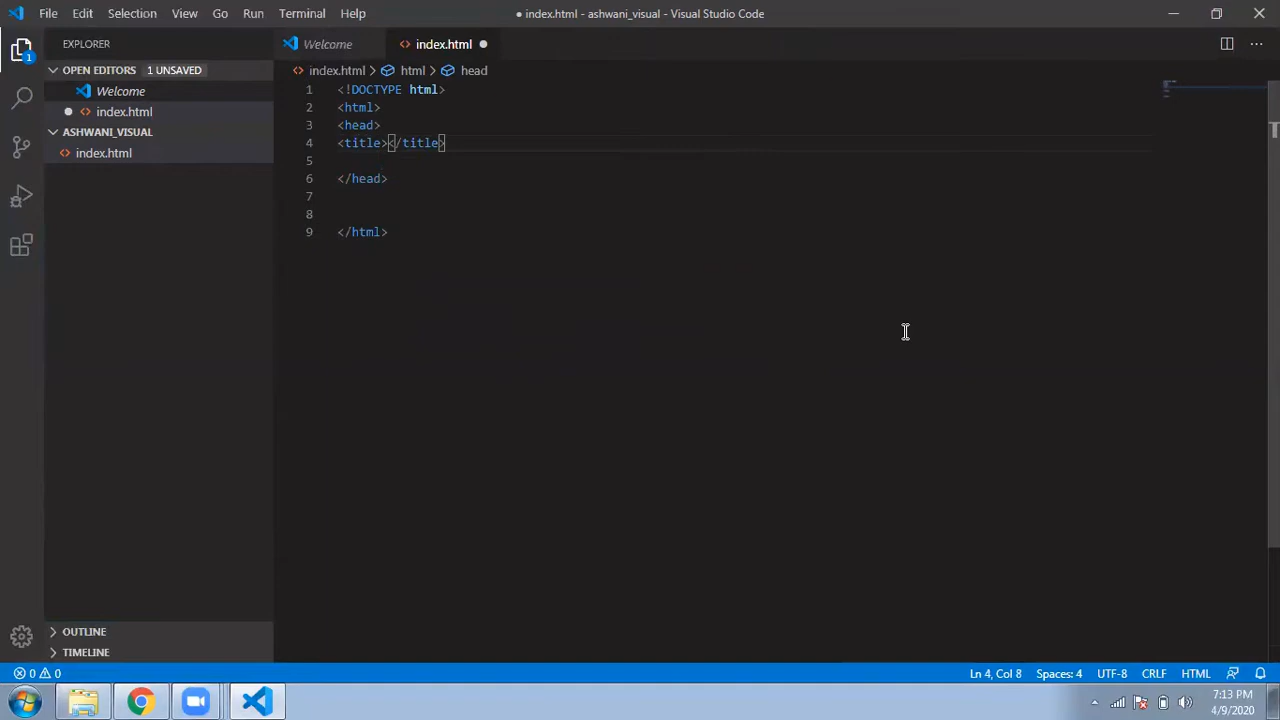 File Edit Selection View Go Run Terminal Help
● index.html - ashwani_visual - Visual Studio Code
EXPLORER
Welcome
index.html ●
OPEN EDITORS 1 UNSAVED
index.html > html > head
1 <!DOCTYPE html>
Welcome
2 <html>
● index.html
3 <head>
ASHWANI_VISUAL
4 <title></title>
index.html
5
6 </head>
7
8
9 </html>
1
OUTLINE
TIMELINE
0 0
Ln 4, Col 8
Spaces: 4
UTF-8
CRLF
HTML
7:13 PM
4/9/2020